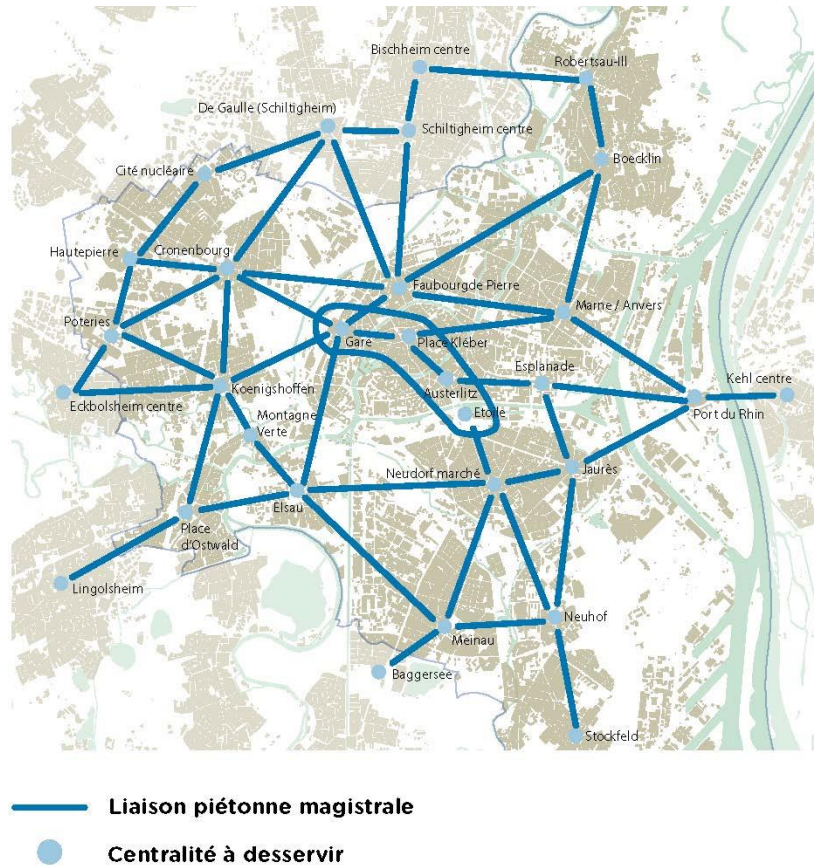 Bischheim centre
Robertsau-Ill
De Gaulle (Schiltigheim)
Schiltigheim centre
Boecklin
Cité nucléaire
Hautepierre
Cronenbourg
Faubourgde Pierre
Marne / Anvers
Poteries
Gare
Place Kléber
Esplanade
Kehl centre
Koenigshoffen
Austerlitz
Eckbolsheim centre
Port du Rhin
Etoile
Montagne
Verte
Neudorf marché
Jaurès
Elsau
Place
d'Ostwald
Lingolsheim
Neuhof
Meinau
Baggersee
Stockfeld
Liaison piétonne magistrale
Centralité à desservir